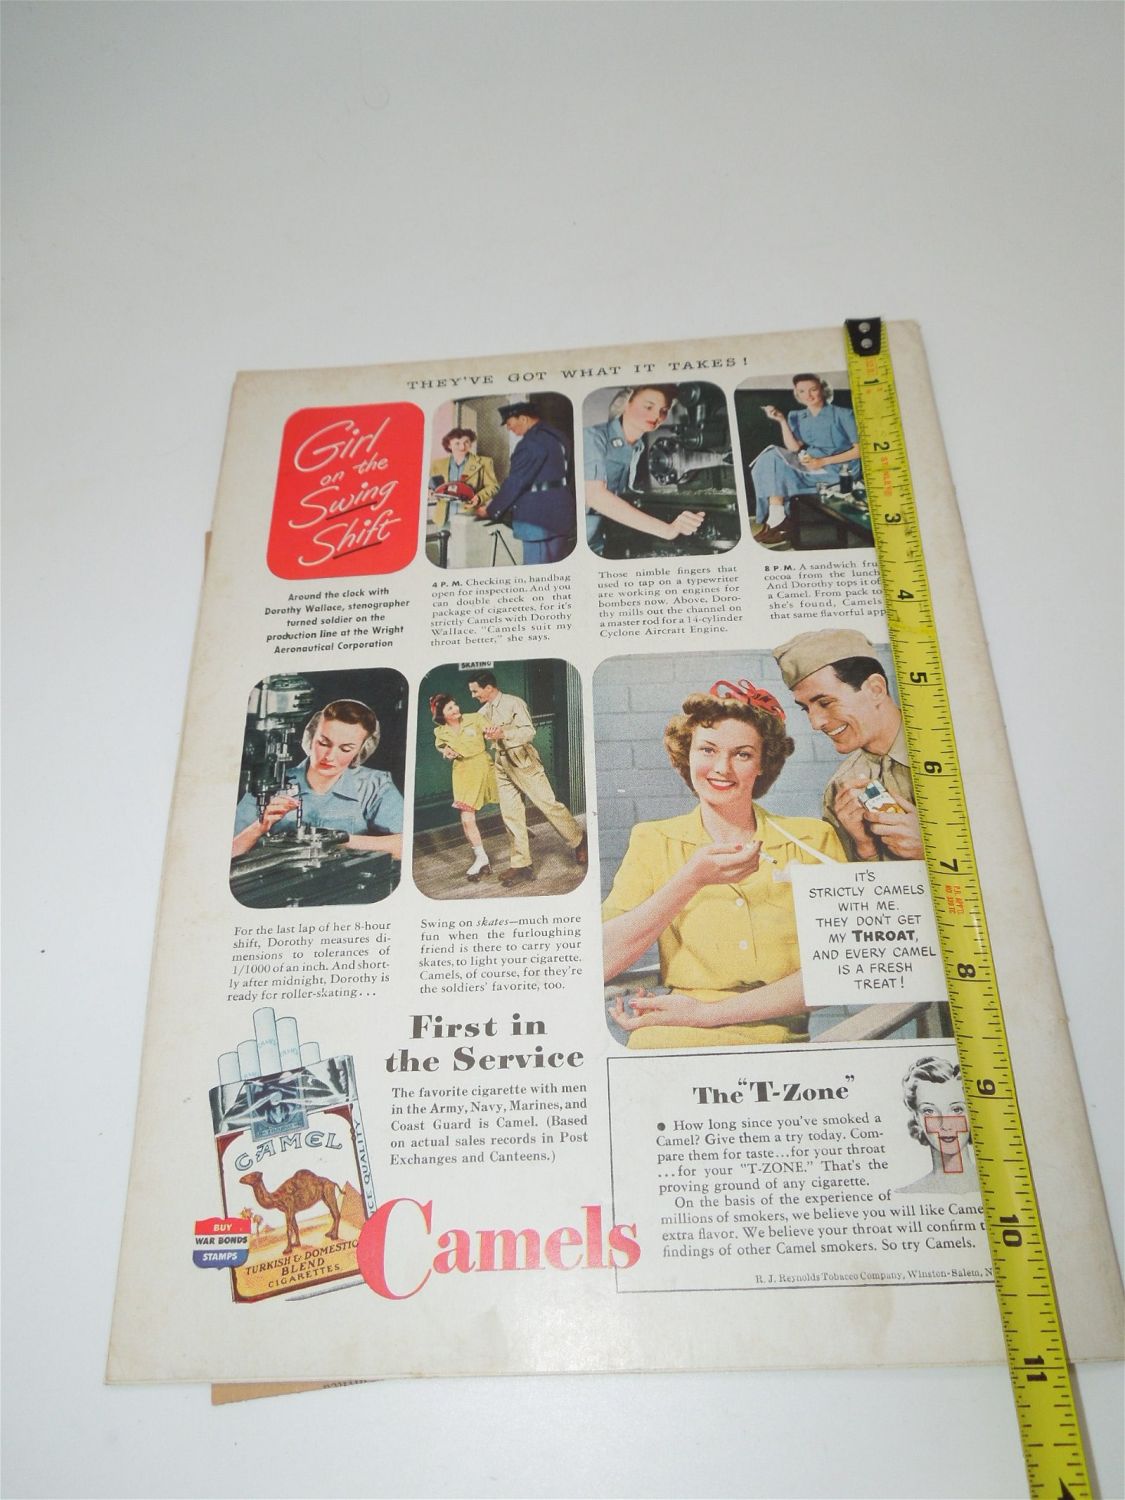 THEY'VE GOT WHAT IT TAKES!
Girl
on the
Swing
Shift
Around the clock with
Dorothy Wallace, stenographer
turned soldier on the
production line at the Wright
Aeronautical Corporation
4 P. M. Checking in, handbag
open for inspection. And you
can double check on that
package of cigarettes, for it's
strictly Camels with Dorothy
Wallace. "Camels suit my
throat better," she says.
Those nimble fingers that
used to tap on a typewriter
are working on engines for
bombers now. Above, Doro-
thy mills out the channel on
a master rod for a 14-cylinder
Cyclone Aircraft Engine.
8 P. M. A sandwich
cocoa from the lunch
And Dorothy tops it of
a Camel. From pack to
she's found, Camels
that same flavorful
SKATING
For the last lap of her 8-hour
shift, Dorothy measures di-
mensions to tolerances of
1/1000 of an inch. And short-
ly after midnight, Dorothy is
ready for roller-skating...
Swing on skates—much more
fun when the furloughing
friend is there to carry your
skates, to light your cigarette.
Camels, of course, for they're
the soldiers' favorite, too.
IT'S
STRICTLY CAMELS
WITH ME.
THEY DON'T GET
MY THROAT,
AND EVERY CAMEL
IS A FRESH
TREAT!
First in
the Service
The favorite cigarette with men
in the Army, Navy, Marines, and
Coast Guard is Camel. (Based
on actual sales records in Post
Exchanges and Canteens.)
CAMEL
QUALITY
TURKISH & DOMESTIC
BLEND
CIGARETTES
BUY
WAR BONDS
STAMPS
Camels
The "T-Zone"
• How long since you've smoked a
Camel? Give them a try today. Com-
pare them for taste...for your throat
...for your "T-ZONE." That's the
proving ground of any cigarette.
On the basis of the experience of
millions of smokers, we believe you will like Came
extra flavor. We believe your throat will confirm t
findings of other Camel smokers. So try Camels.
R. J. Reynolds Tobacco Company, Winston-Salem, N
1
2
3
4
5
6
7
8
9
10
11